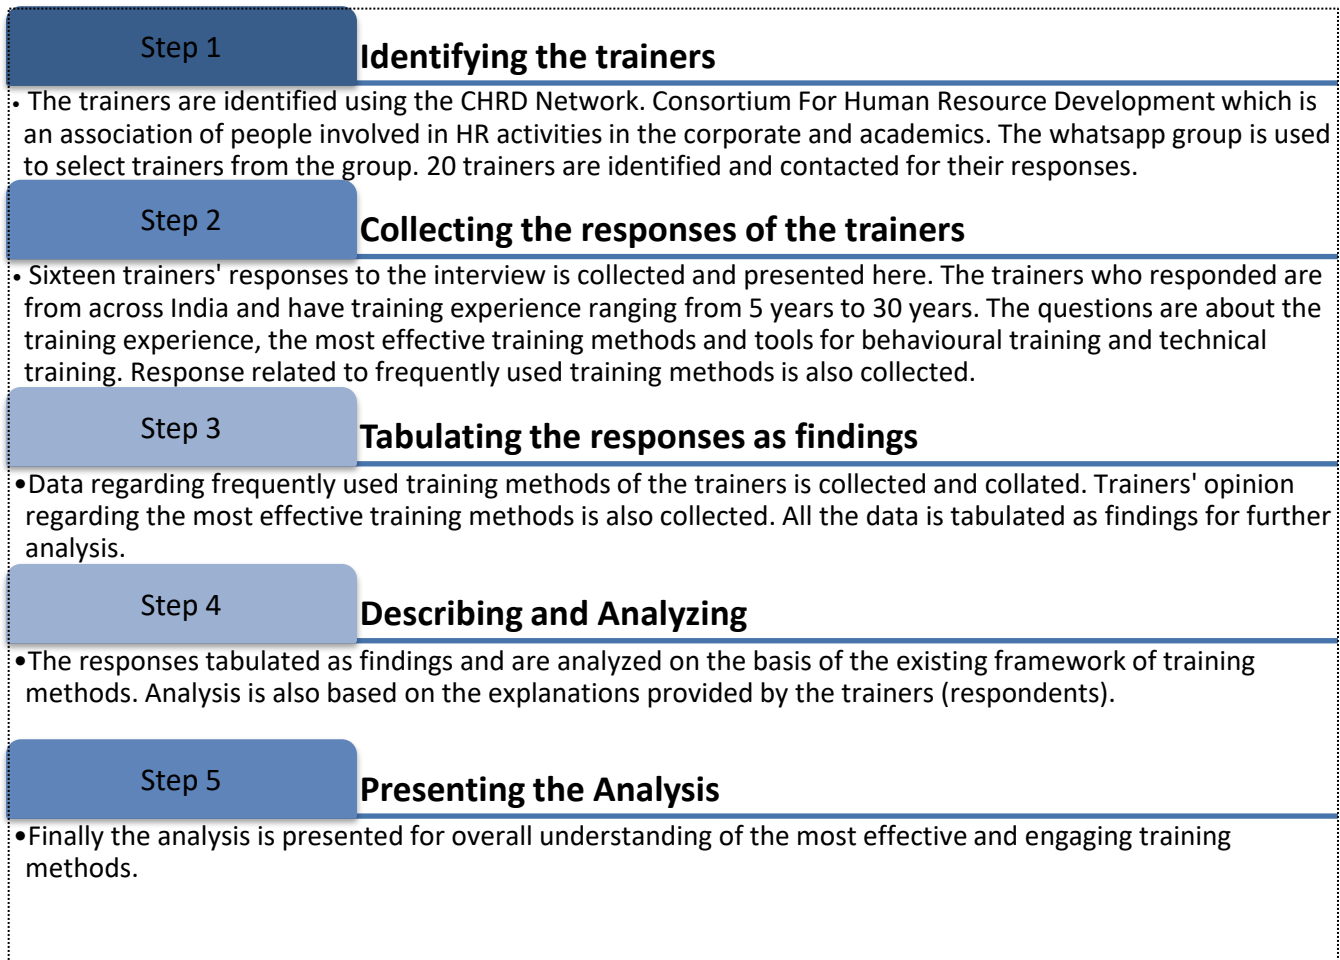 Step 1
Identifying the trainers
• The trainers are identified using the CHRD Network. Consortium For Human Resource Development which is
an association of people involved in HR activities in the corporate and academics. The whatsapp group is used
to select trainers from the group. 20 trainers are identified and contacted for their responses.
Step 2
Collecting the responses of the trainers
• Sixteen trainers' responses to the interview is collected and presented here. The trainers who responded are
from across India and have training experience ranging from 5 years to 30 years. The questions are about the
training experience, the most effective training methods and tools for behavioural training and technical
training. Response related to frequently used training methods is also collected.
Step 3
Tabulating the responses as findings
•Data regarding frequently used training methods of the trainers is collected and collated. Trainers' opinion
regarding the most effective training methods is also collected. All the data is tabulated as findings for further
analysis.
Step 4
Describing and Analyzing
•The responses tabulated as findings and are analyzed on the basis of the existing framework of training
methods. Analysis is also based on the explanations provided by the trainers (respondents).
Step 5
Presenting the Analysis
•Finally the analysis is presented for overall understanding of the most effective and engaging training
methods.